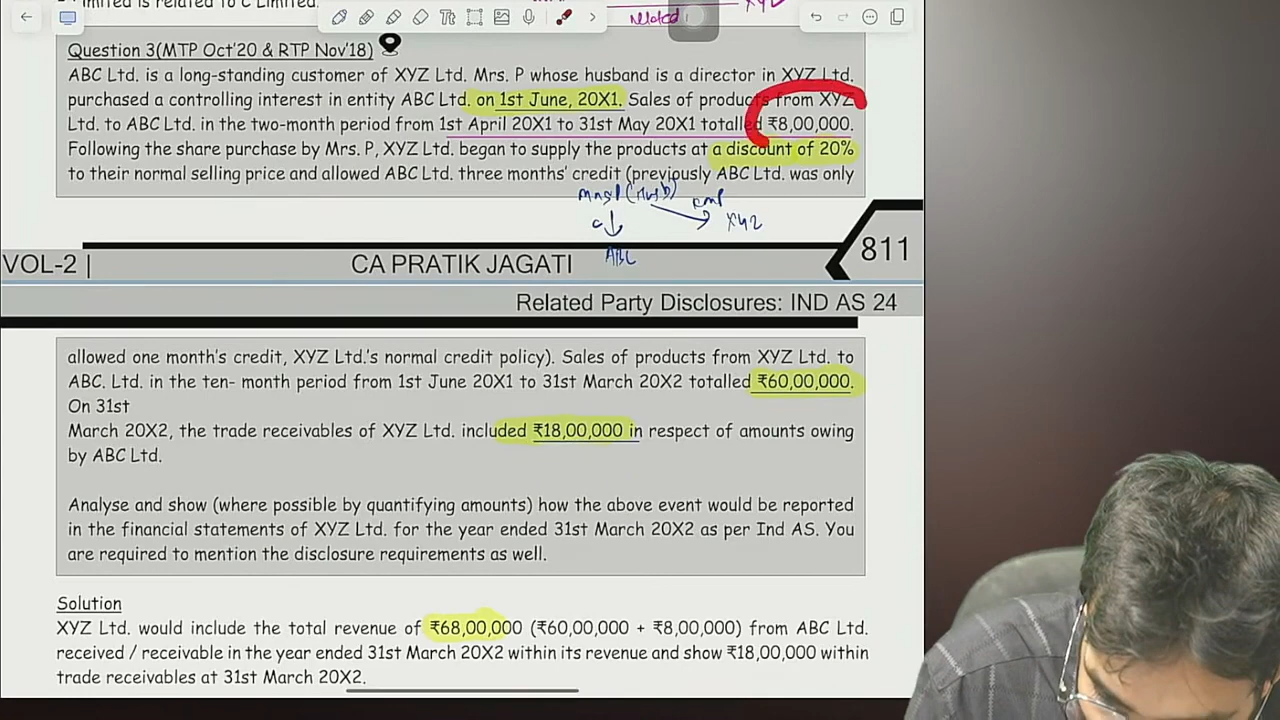 imited is related to C Limited.
related
XYZ
Question 3(MTP Oct'20 & RTP Nov'18)
ABC Ltd. is a long-standing customer of XYZ Ltd. Mrs. P whose husband is a director in XYZ Ltd.
purchased a controlling interest in entity ABC Ltd. on 1st June, 20X1. Sales of products from XYZ
Ltd. to ABC Ltd. in the two-month period from 1st April 20X1 to 31st May 20X1 totalled ₹8,00,000.
Following the share purchase by Mrs. P, XYZ Ltd. began to supply the products at a discount of 20%
to their normal selling price and allowed ABC Ltd. three months' credit (previously ABC Ltd. was only
KMP
C
XYZ
ABC
VOL-2 | CA PRATIK JAGATI 811
Related Party Disclosures: IND AS 24
allowed one month's credit, XYZ Ltd.'s normal credit policy). Sales of products from XYZ Ltd. to
ABC. Ltd. in the ten- month period from 1st June 20X1 to 31st March 20X2 totalled ₹60,00,000.
On 31st
March 20X2, the trade receivables of XYZ Ltd. included ₹18,00,000 in respect of amounts owing
by ABC Ltd.
Analyse and show (where possible by quantifying amounts) how the above event would be reported
in the financial statements of XYZ Ltd. for the year ended 31st March 20X2 as per Ind AS. You
are required to mention the disclosure requirements as well.
Solution
XYZ Ltd. would include the total revenue of ₹68,00,000 (₹60,00,000 + ₹8,00,000) from ABC Ltd.
received / receivable in the year ended 31st March 20X2 within its revenue and show ₹18,00,000 within
trade receivables at 31st March 20X2.